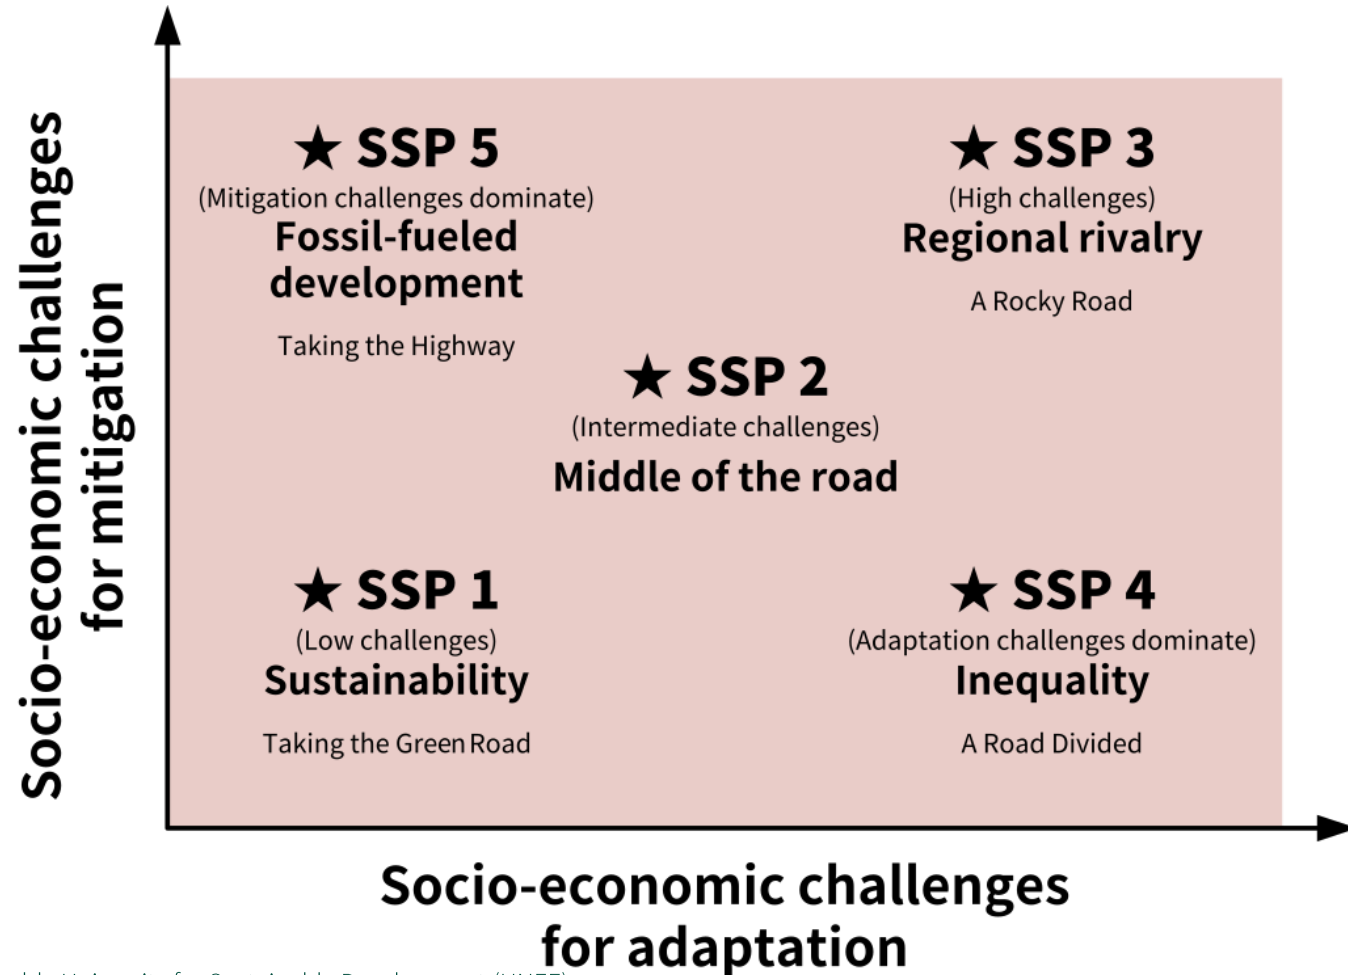 Socio-economic challenges
for mitigation
★ SSP 5
(Mitigation challenges dominate)
Fossil-fueled
development
Taking the Highway
★ SSP 3
(High challenges)
Regional rivalry
A Rocky Road
★ SSP 2
(Intermediate challenges)
Middle of the road
★ SSP 1
(Low challenges)
Sustainability
Taking the Green Road
★ SSP 4
(Adaptation challenges dominate)
Inequality
A Road Divided
Socio-economic challenges
for adaptation